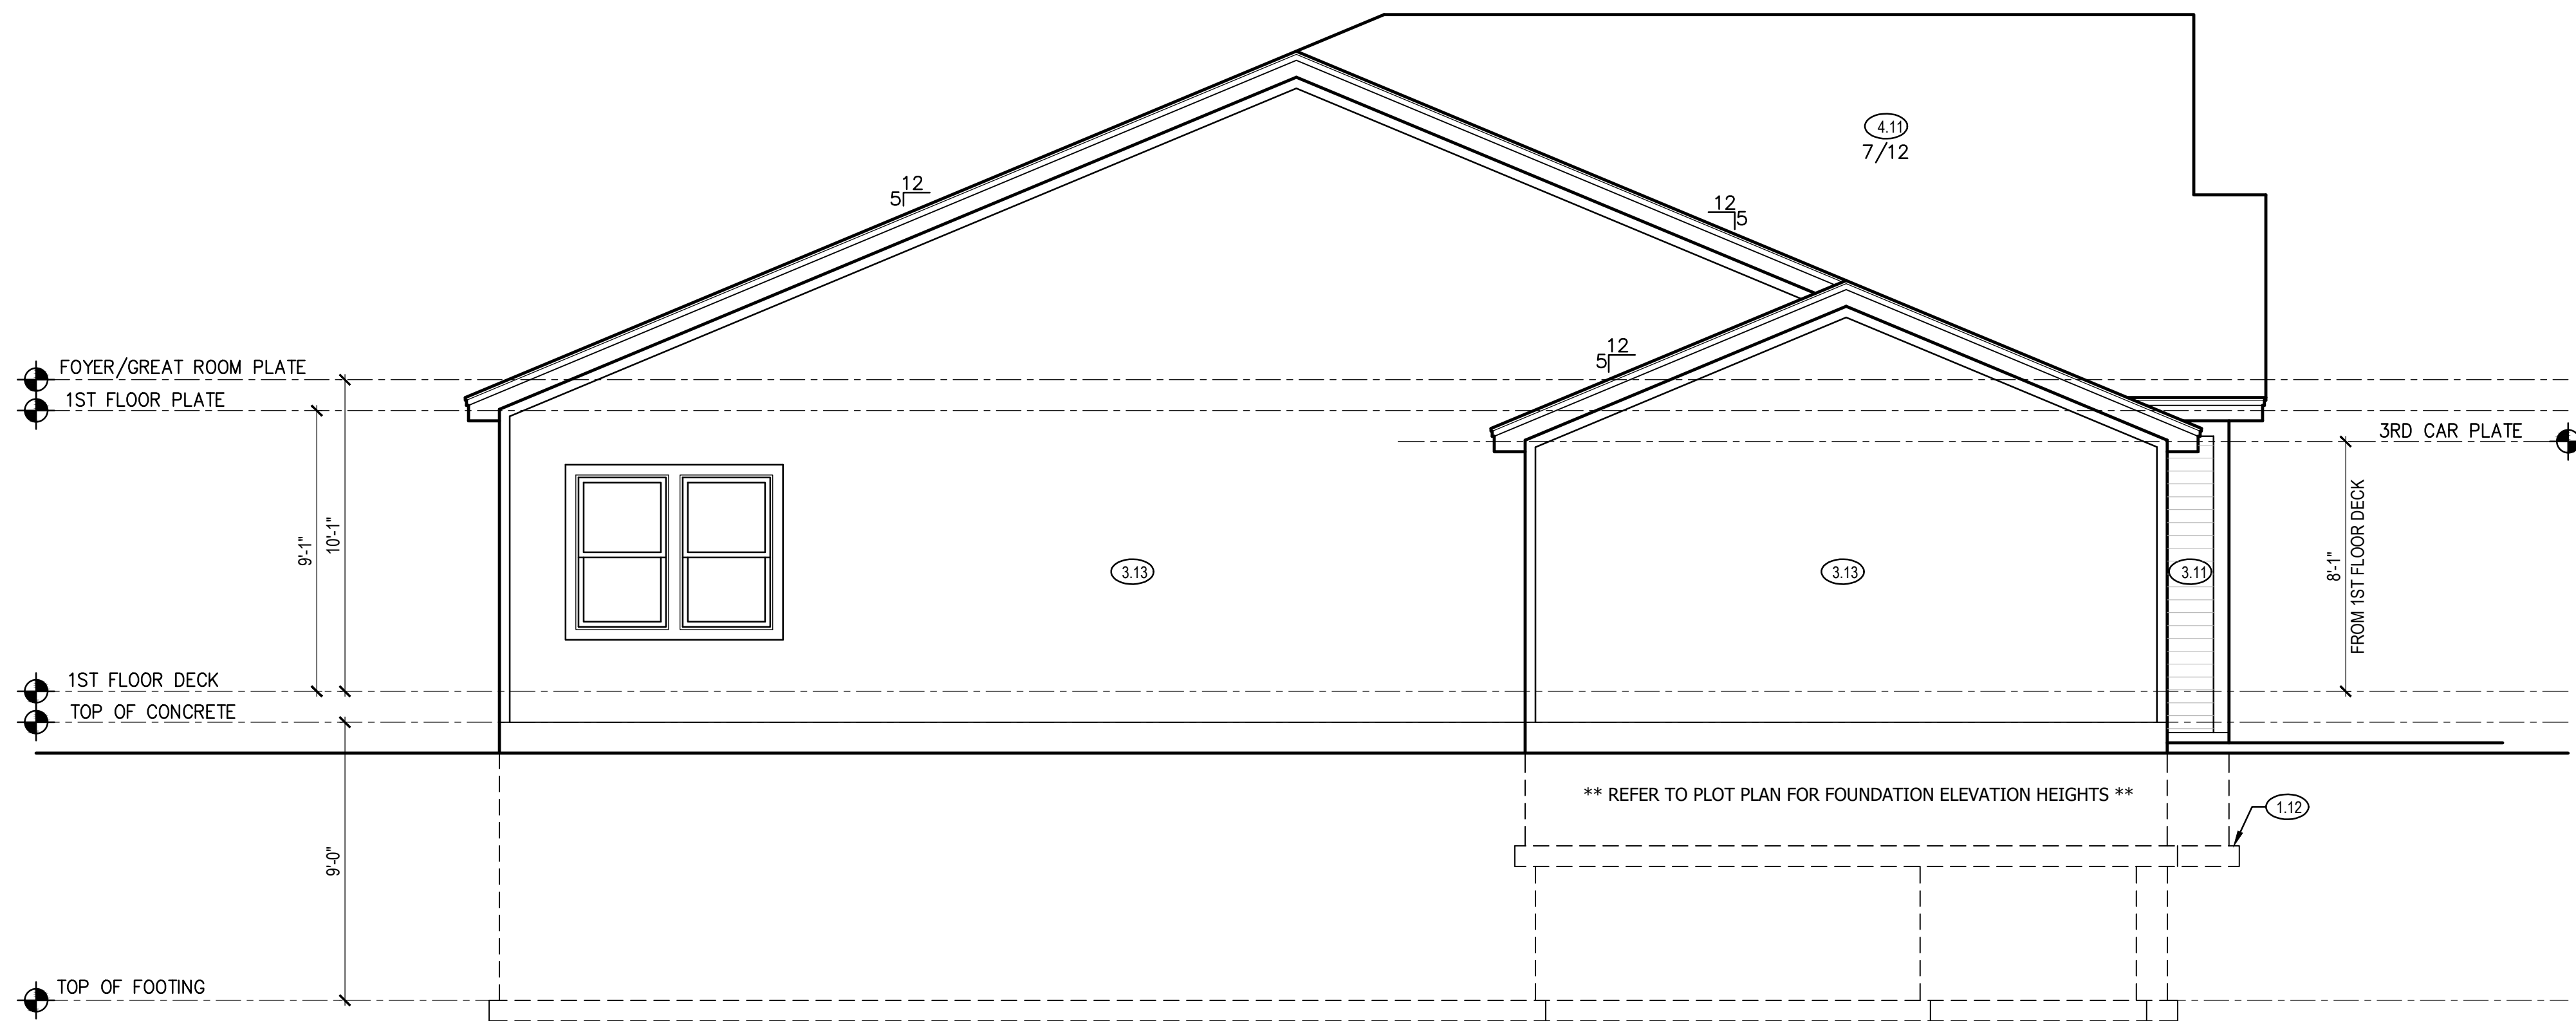 4.11
7/12
12
5
12
5
12
5
FOYER/GREAT ROOM PLATE
1ST FLOOR PLATE
3RD CAR PLATE
9'-1"
10'-1"
8'-1"
FROM 1ST FLOOR DECK
3.13
3.13
3.11
1ST FLOOR DECK
TOP OF CONCRETE
** REFER TO PLOT PLAN FOR FOUNDATION ELEVATION HEIGHTS **
1.12
9'-0"
TOP OF FOOTING